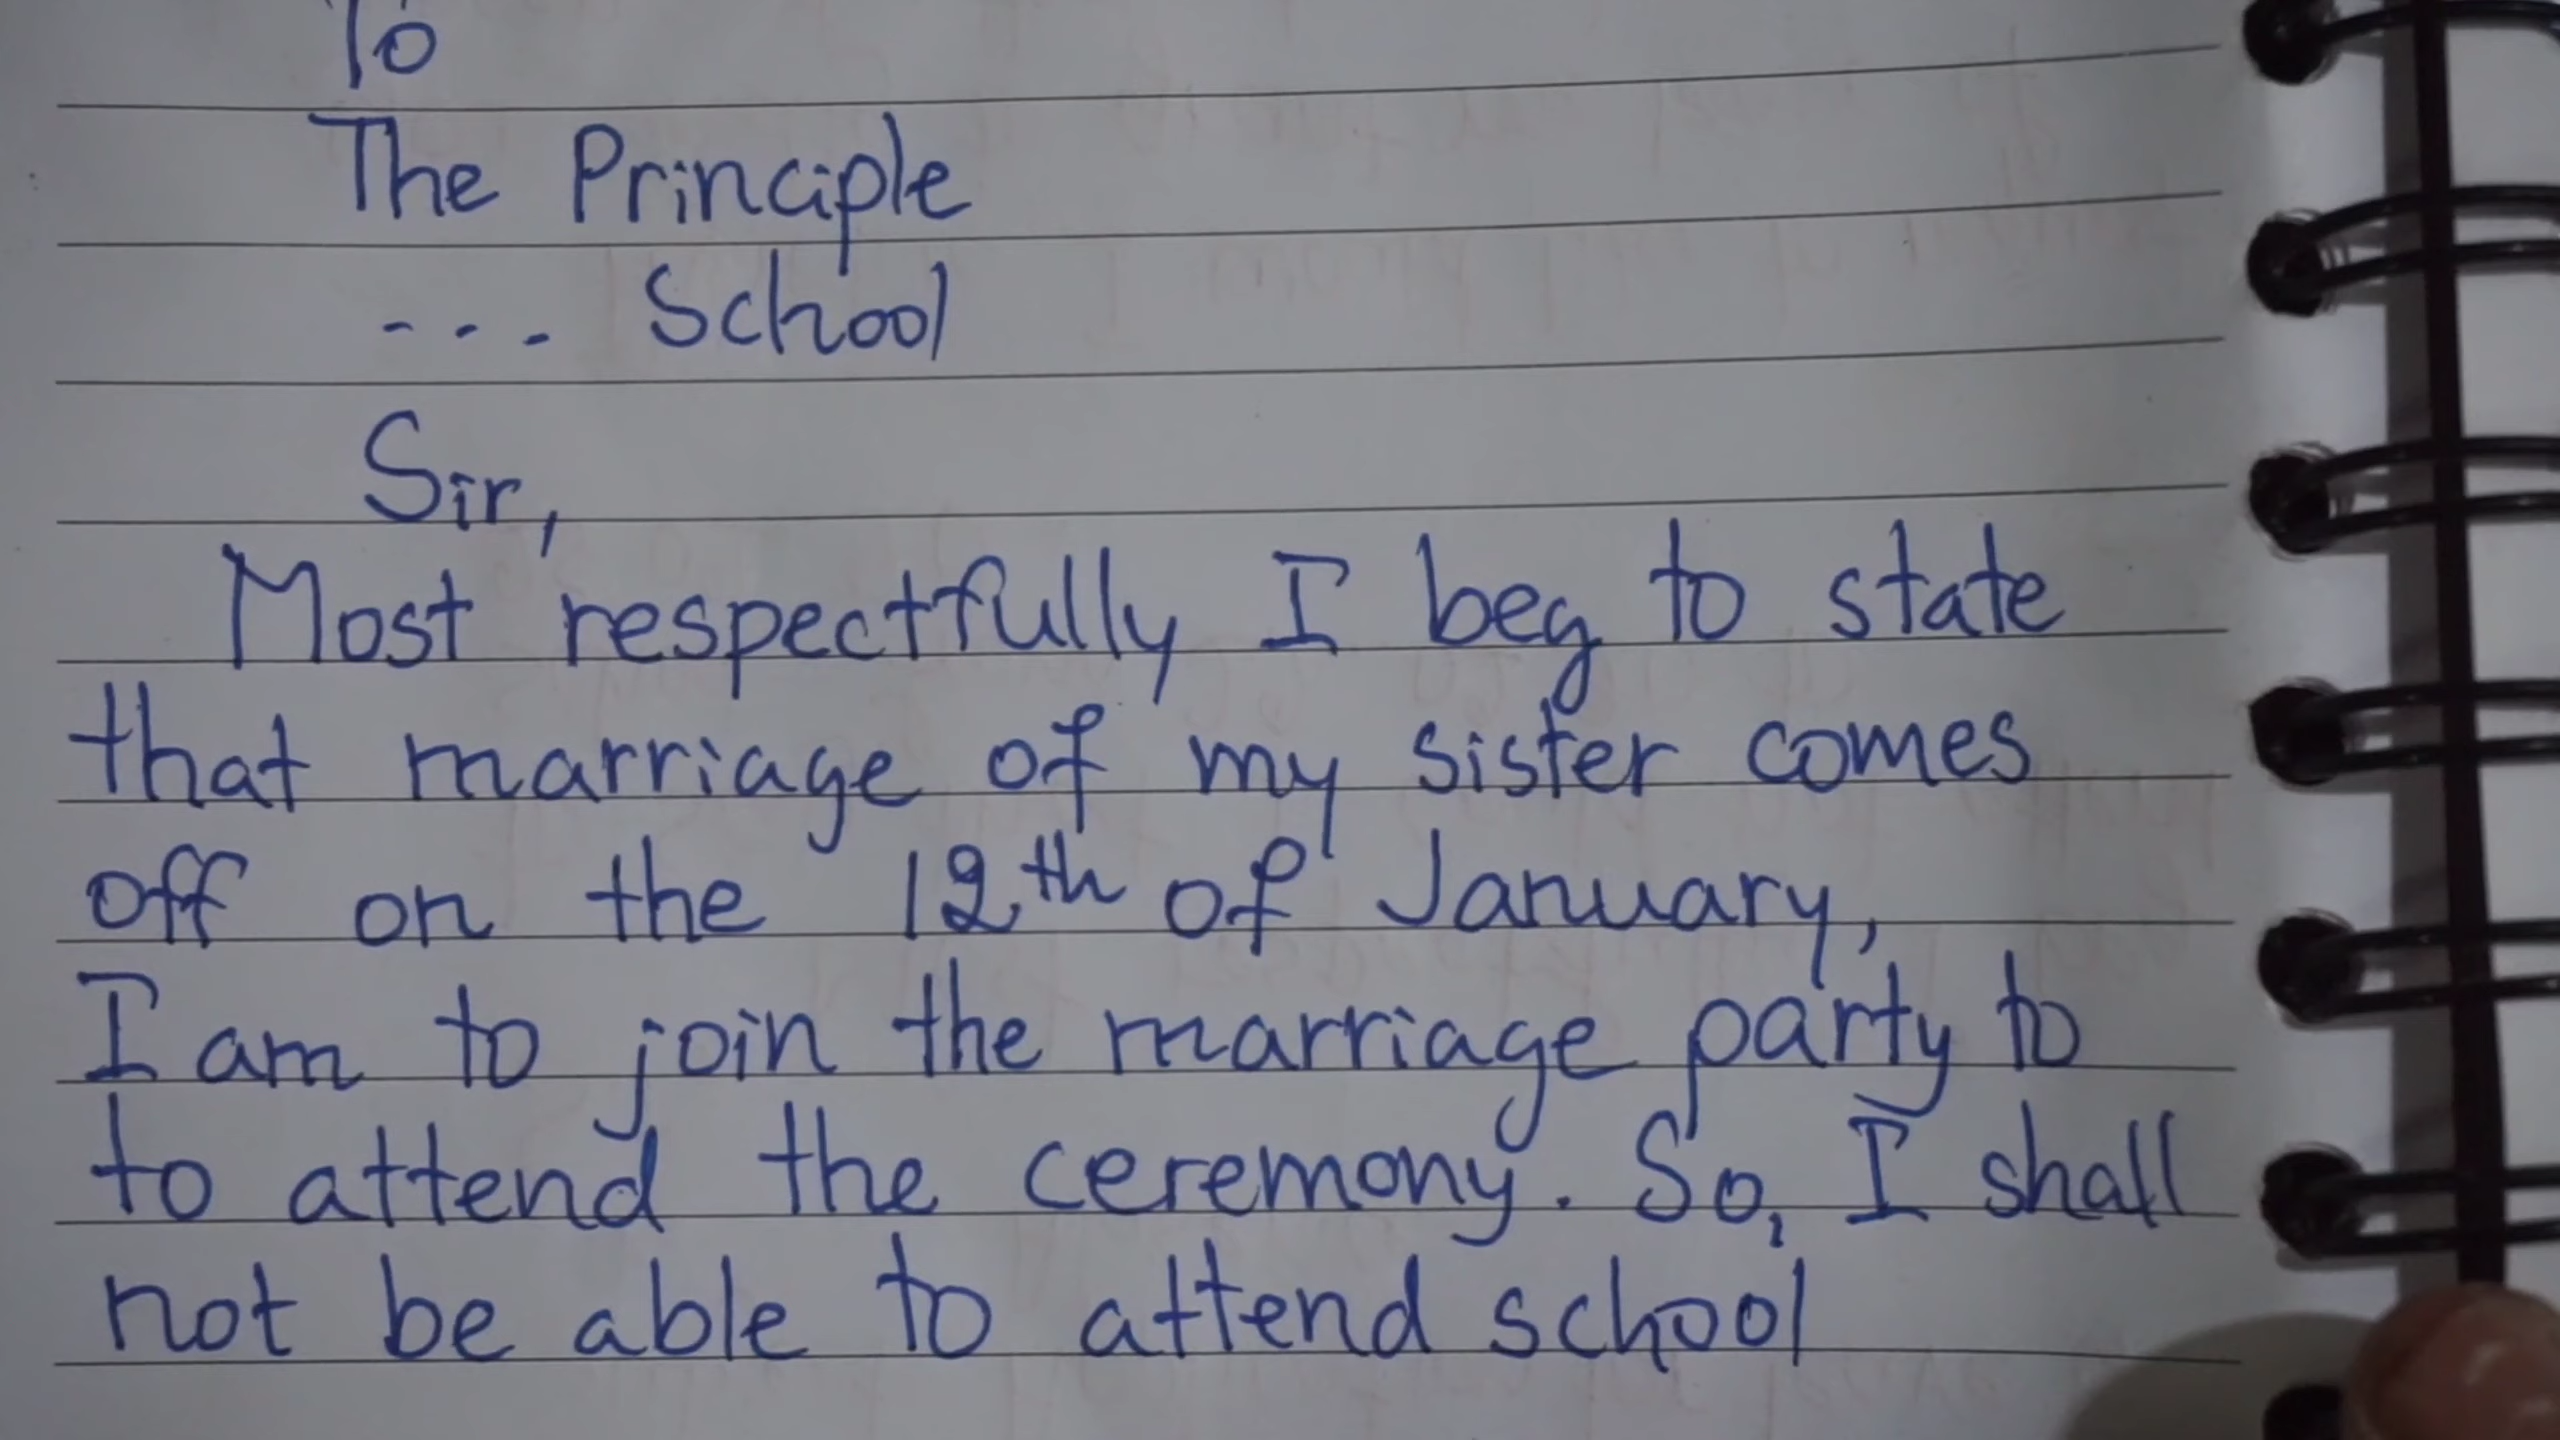 To
The Principle
... School
Sir,
Most respectfully I beg to state
that marriage of my sister comes
off on the 12th of January,
I am to join the marriage party to
to attend the ceremony. So, I shall
not be able to attend school